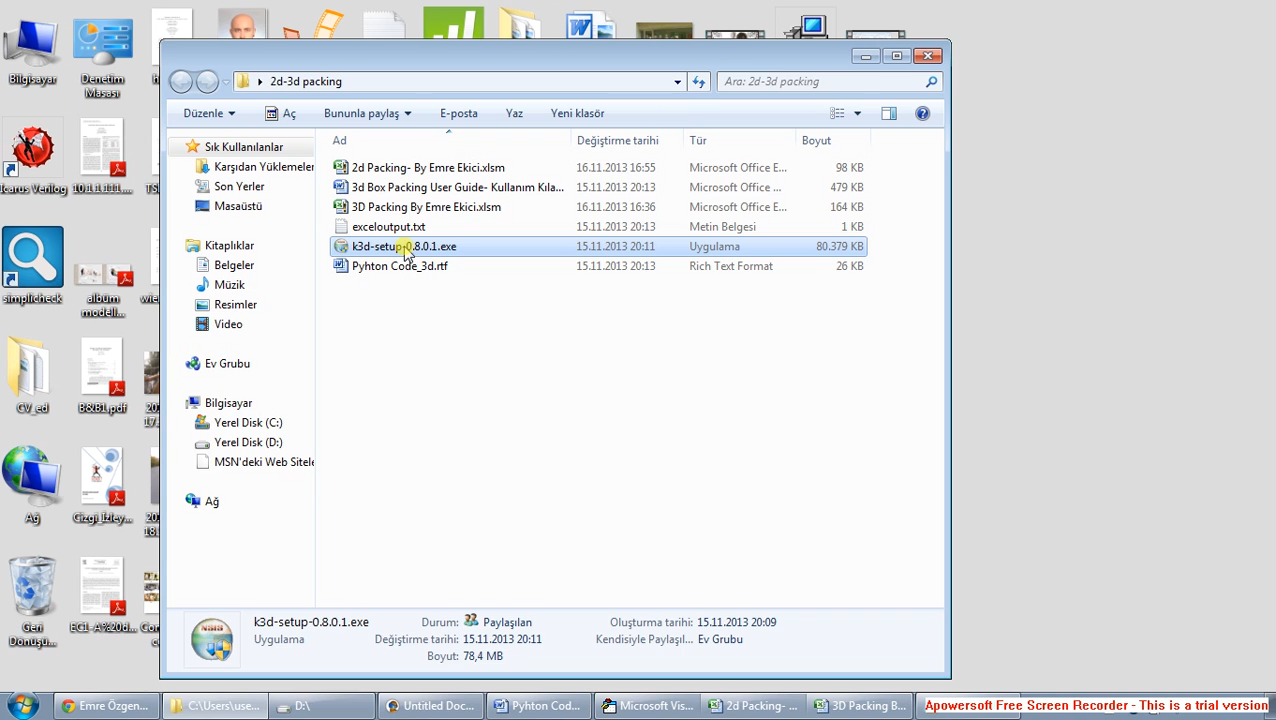 Bilgisayar
Denetim
Masası
2d-3d packing
Ara: 2d-3d packing
Düzenle
Aç
Bununla paylaş
E-posta
Yaz
Yeni klasör
Sık Kullanılanlar
Karşıdan Yüklemeler
Son Yerler
Masaüstü
Kitaplıklar
Belgeler
Müzik
Resimler
Video
Ev Grubu
Bilgisayar
Yerel Disk (C:)
Yerel Disk (D:)
MSN'deki Web Sitele
Ağ
Ad
Değiştirme tarihi
Tür
Boyut
2d Packing- By Emre Ekici.xlsm 16.11.2013 16:55 Microsoft Office E... 98 KB
3d Box Packing User Guide- Kullanım Kıla... 15.11.2013 20:13 Microsoft Office ... 479 KB
3D Packing By Emre Ekici.xlsm 16.11.2013 16:36 Microsoft Office E... 164 KB
exceloutput.txt 15.11.2013 20:13 Metin Belgesi 1 KB
k3d-setup-0.8.0.1.exe 15.11.2013 20:11 Uygulama 80.379 KB
Pyhton Code_3d.rtf 15.11.2013 20:13 Rich Text Format 26 KB
k3d-setup-0.8.0.1.exe
Uygulama
Durum: Paylaşılan
Değiştirme tarihi: 15.11.2013 20:11
Boyut: 78,4 MB
Oluşturma tarihi: 15.11.2013 20:09
Kendisiyle Paylaşıl... Ev Grubu
Icarus Verilog
10.1.1.111....
simplicheck
albüm
modell...
CV_ed
B&B1.pdf
Ağ
Cizgi_Izley...
Geri
Dönüşü...
EC1-A%20d...
Emre Özgen...
C:\Users\use...
D:\
Untitled Doc...
Pyhton Cod...
Microsoft Vis...
2d Packing- ...
3D Packing B...
Apowersoft Free Screen Recorder - This is a trial version